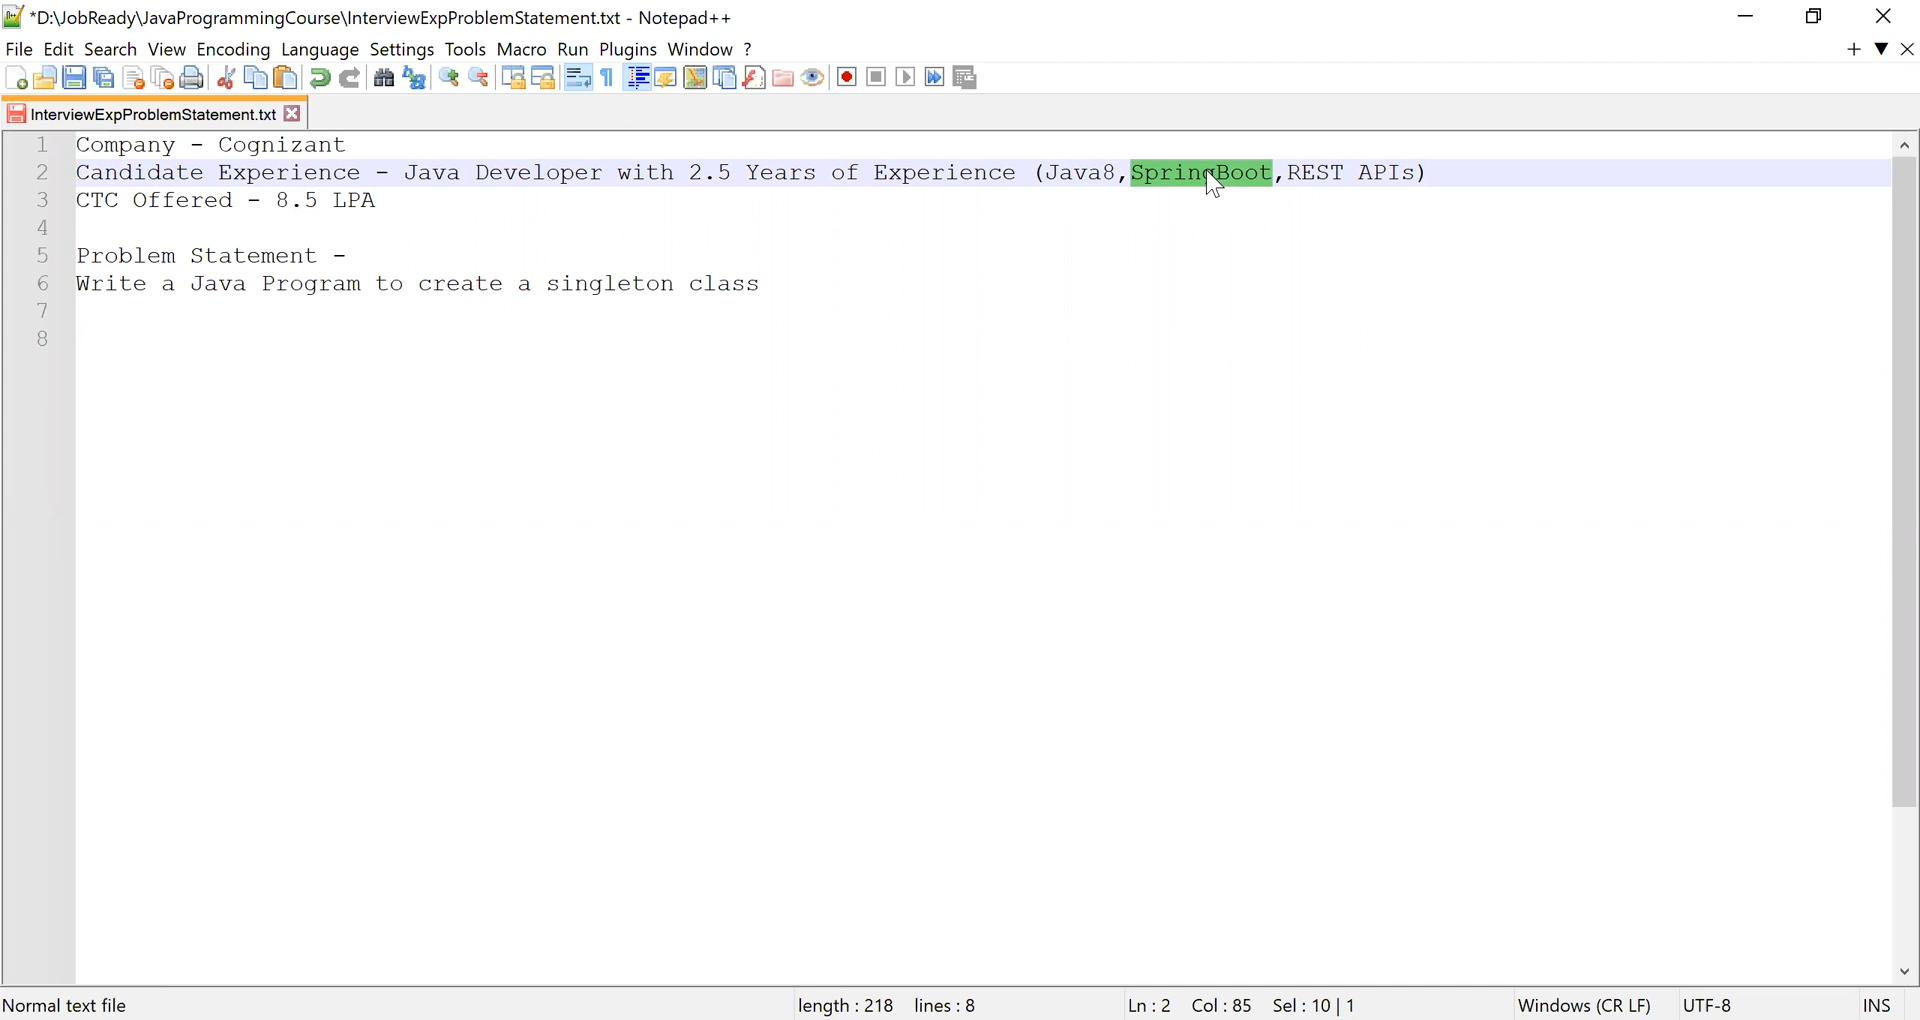 *D:\JobReady\JavaProgrammingCourse\InterviewExpProblemStatement.txt - Notepad++
File Edit Search View Encoding Language Settings Tools Macro Run Plugins Window ?
InterviewExpProblemStatement.txt
1 Company - Cognizant
2 Candidate Experience - Java Developer with 2.5 Years of Experience (Java8,SpringBoot,REST APIs)
3 CTC Offered - 8.5 LPA
4
5 Problem Statement -
6 Write a Java Program to create a singleton class
7
8
Normal text file length : 218 lines : 8 Ln : 2 Col : 85 Sel : 10 | 1 Windows (CR LF) UTF-8 INS